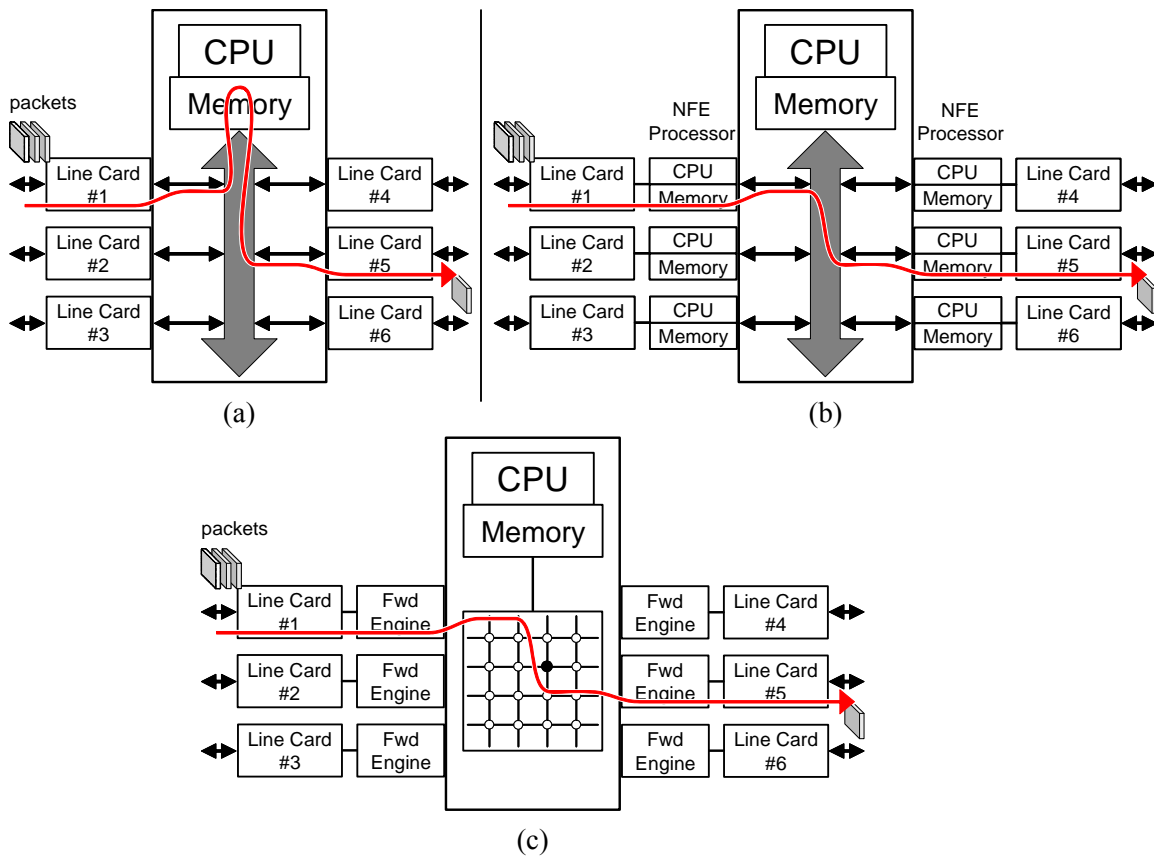 CPU
Memory
packets
Line Card
#1
Line Card
#2
Line Card
#3
Line Card
#4
Line Card
#5
Line Card
#6
(a)
CPU
Memory
NFE
Processor
NFE
Processor
Line Card
#1
CPU
Memory
Line Card
#2
CPU
Memory
Line Card
#3
CPU
Memory
CPU
Memory
Line Card
#4
CPU
Memory
Line Card
#5
CPU
Memory
Line Card
#6
(b)
CPU
Memory
packets
Line Card
#1
Fwd
Engine
Line Card
#2
Fwd
Engine
Line Card
#3
Fwd
Engine
Fwd
Engine
Line Card
#4
Fwd
Engine
Line Card
#5
Fwd
Engine
Line Card
#6
(c)